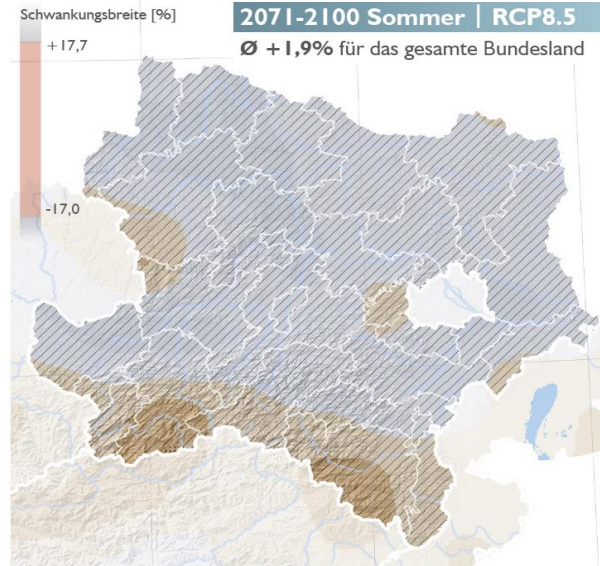 Schwankungsbreite [%]
+17,7
-17,0
2071-2100 Sommer | RCP8.5
Ø +1,9% für das gesamte Bundesland